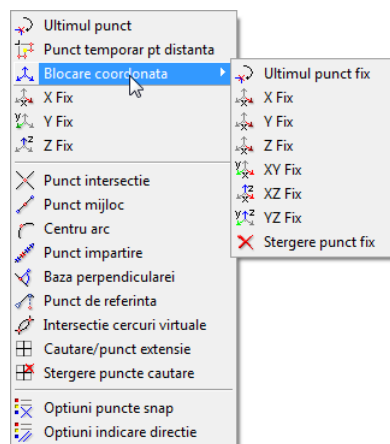 Ultimul punct
Punct temporar pt distanta
Blocare coordonata
X Fix
Y Fix
Z Fix
Punct intersectie
Punct mijloc
Centru arc
Punct impartire
Baza perpendicularei
Punct de referinta
Intersectie cercuri virtuale
Cautare/punct extensie
Stergere puncte cautare
Optiuni puncte snap
Optiuni indicare directie
Ultimul punct fix
X Fix
Y Fix
Z Fix
XY Fix
XZ Fix
YZ Fix
Stergere punct fix